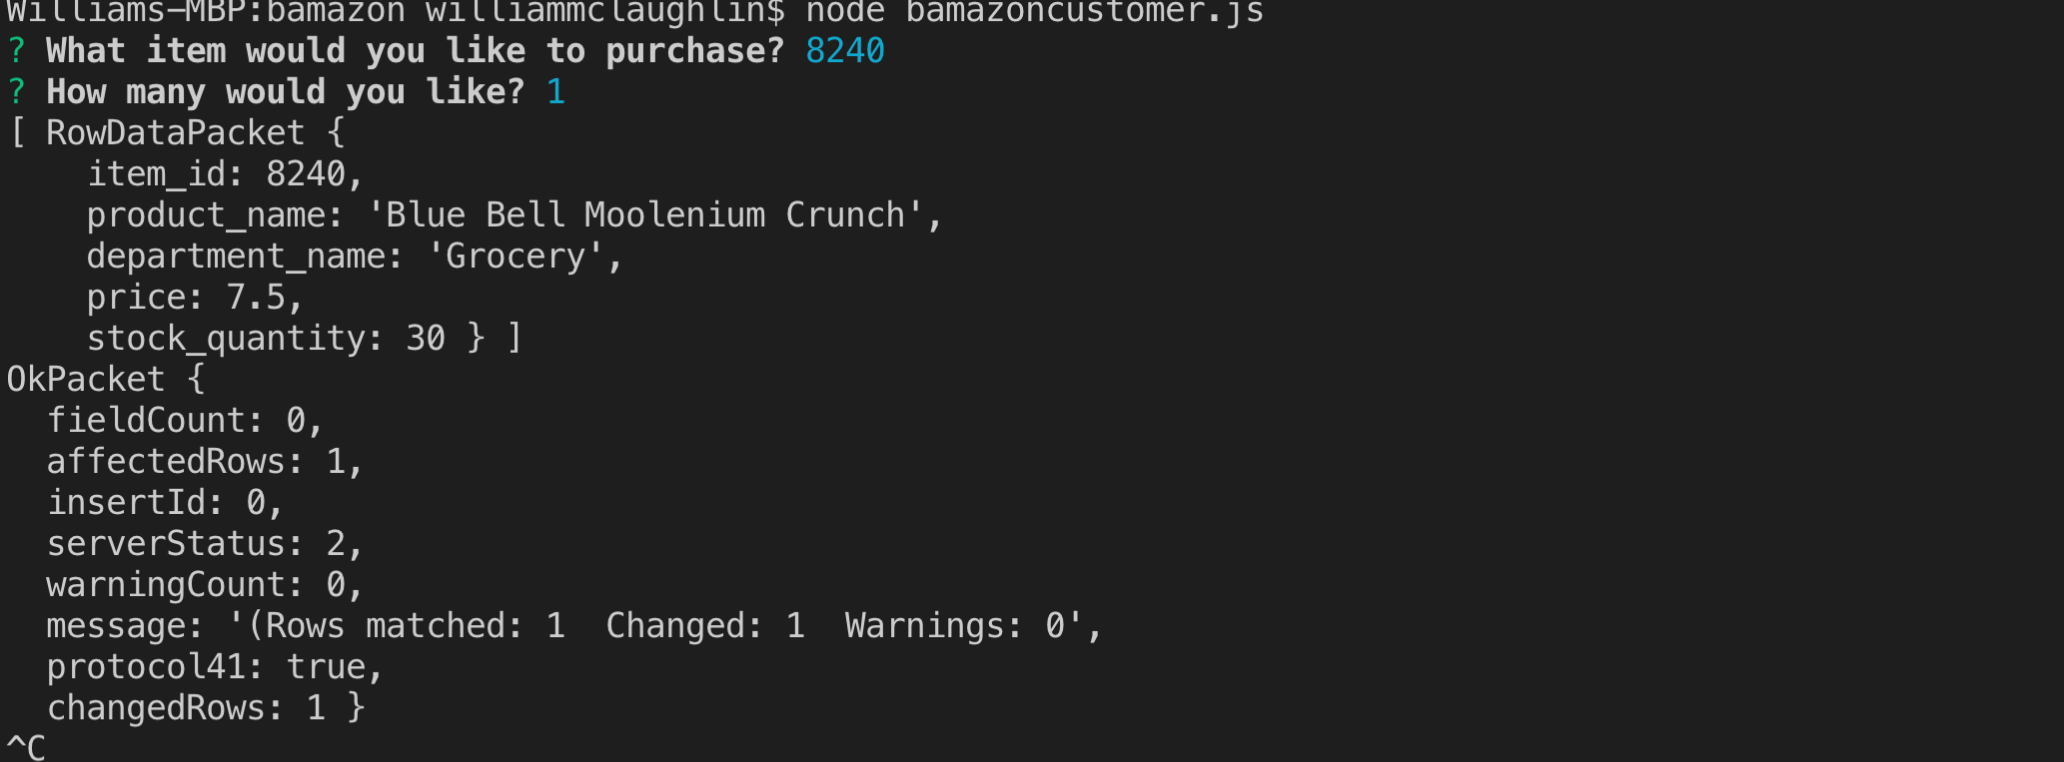 Williams-MBP:bamazon williammclaughlin$ node bamazoncustomer.js
? What item would you like to purchase? 8240
? How many would you like? 1
[ RowDataPacket {
    item_id: 8240,
    product_name: 'Blue Bell Moolenium Crunch',
    department_name: 'Grocery',
    price: 7.5,
    stock_quantity: 30 } ]
OkPacket {
  fieldCount: 0,
  affectedRows: 1,
  insertId: 0,
  serverStatus: 2,
  warningCount: 0,
  message: '(Rows matched: 1  Changed: 1  Warnings: 0',
  protocol41: true,
  changedRows: 1 }
^C